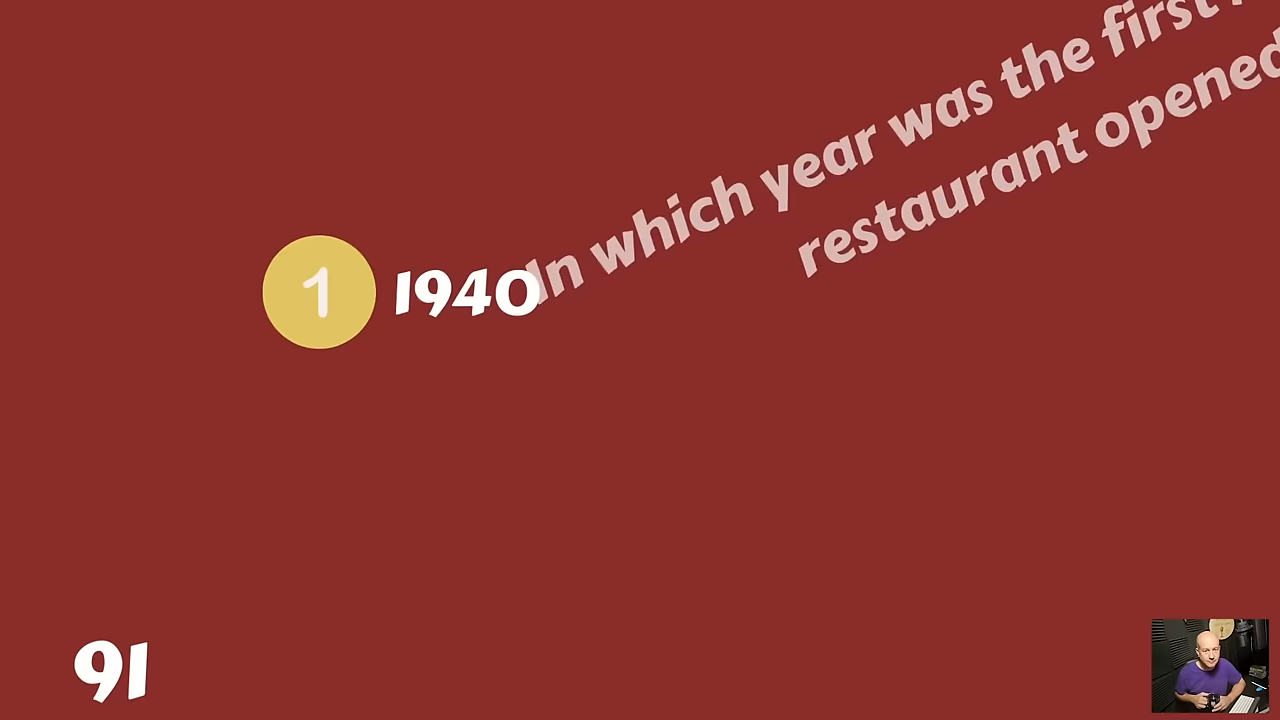 In which year was the first
restaurant opened
1 1940
91